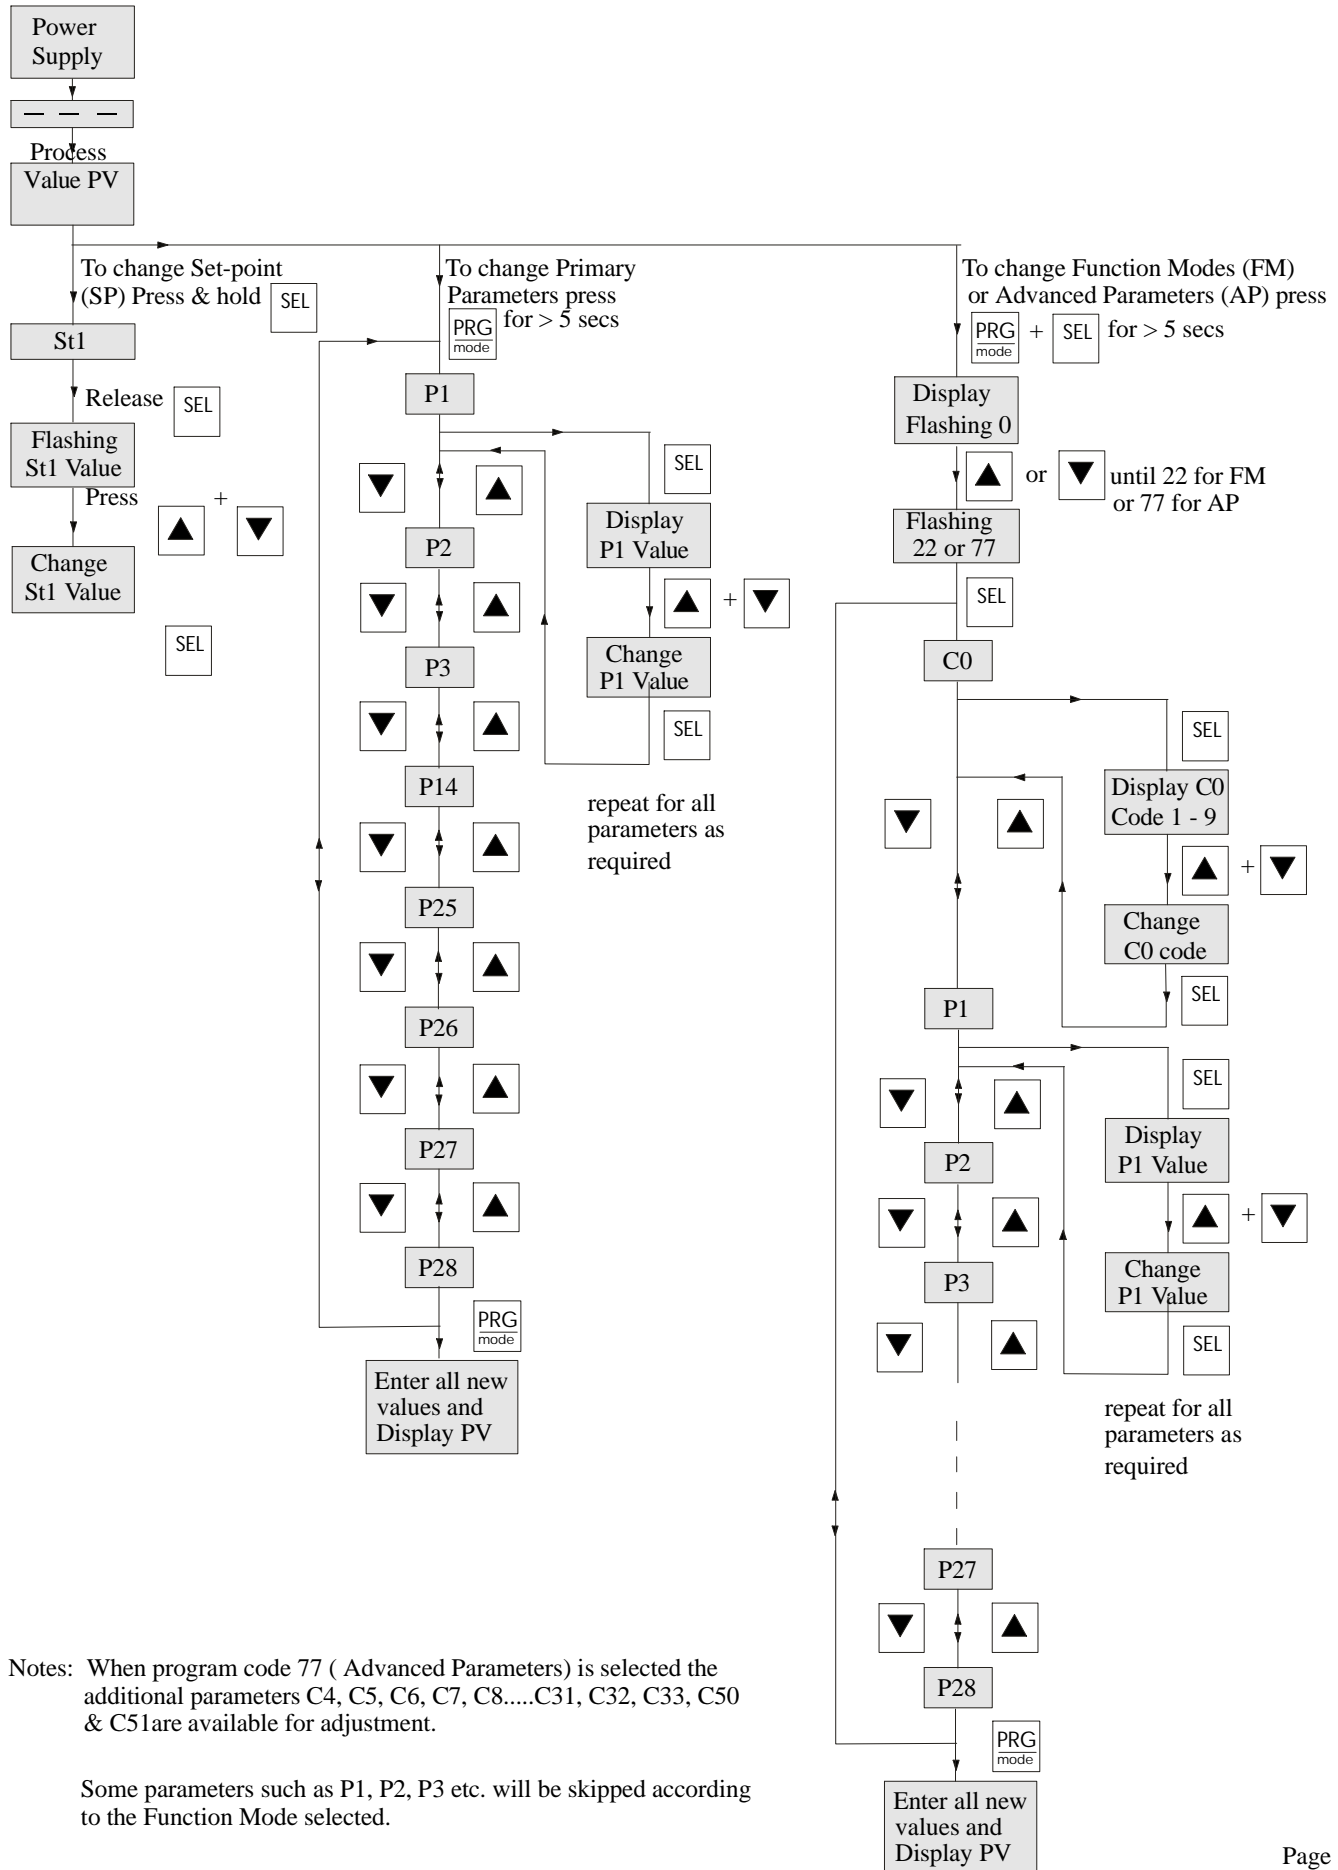 Power
Supply
— — —
Process
Value PV
To change Set-point
(SP) Press & hold SEL
St1
Release SEL
Flashing
St1 Value
Press
▲ + ▼
Change
St1 Value
SEL
To change Primary
Parameters press
PRG
mode
for > 5 secs
P1
▼ ▲
P2
▼ ▲
P3
▼ ▲
P14
▼ ▲
P25
▼ ▲
P26
▼ ▲
P27
▼ ▲
P28
PRG
mode
Enter all new
values and
Display PV
SEL
Display
P1 Value
▲ + ▼
Change
P1 Value
SEL
repeat for all
parameters as
required
To change Function Modes (FM)
or Advanced Parameters (AP) press
PRG
mode
+ SEL for > 5 secs
Display
Flashing 0
▲ or ▼ until 22 for FM
or 77 for AP
Flashing
22 or 77
SEL
C0
▼ ▲
SEL
Display C0
Code 1 - 9
▲ + ▼
Change
C0 code
SEL
P1
▼ ▲
P2
▼ ▲
P3
▼ ▲
SEL
Display
P1 Value
▲ + ▼
Change
P1 Value
SEL
repeat for all
parameters as
required
P27
▼ ▲
P28
PRG
mode
Enter all new
values and
Display PV
Notes: When program code 77 ( Advanced Parameters) is selected the
additional parameters C4, C5, C6, C7, C8.....C31, C32, C33, C50
& C51are available for adjustment.
Some parameters such as P1, P2, P3 etc. will be skipped according
to the Function Mode selected.
Page